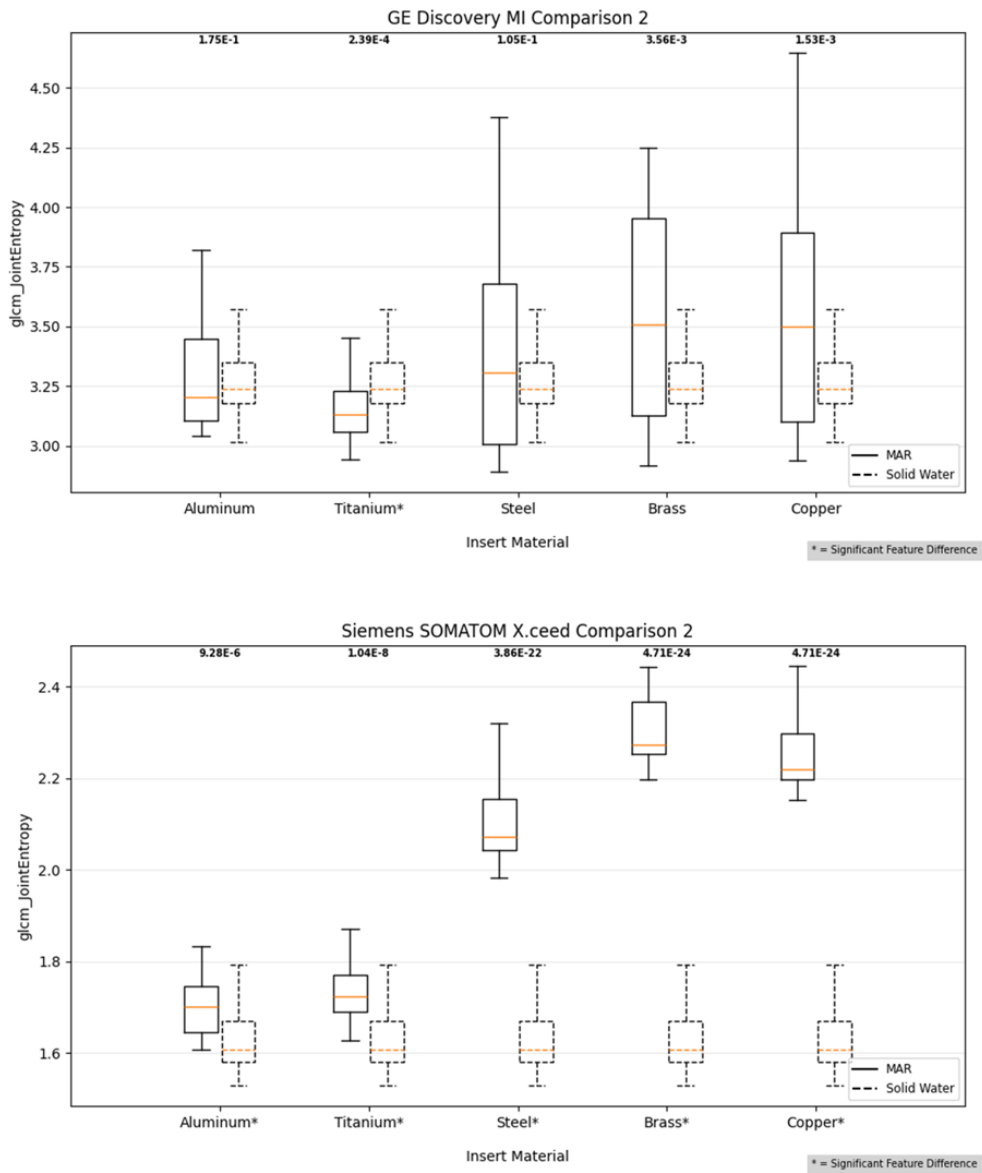 GE Discovery MI Comparison 2
1.75E-1 2.39E-4 1.05E-1 3.56E-3 1.53E-3
4.50
4.25
4.00
3.75
3.50
3.25
3.00
glcm_JointEntropy
MAR
Solid Water
Aluminum Titanium* Steel Brass Copper
Insert Material
* = Significant Feature Difference
Siemens SOMATOM X.ceed Comparison 2
9.28E-6 1.04E-8 3.86E-22 4.71E-24 4.71E-24
2.4
2.2
2.0
1.8
1.6
glcm_JointEntropy
MAR
Solid Water
Aluminum* Titanium* Steel* Brass* Copper*
Insert Material
* = Significant Feature Difference